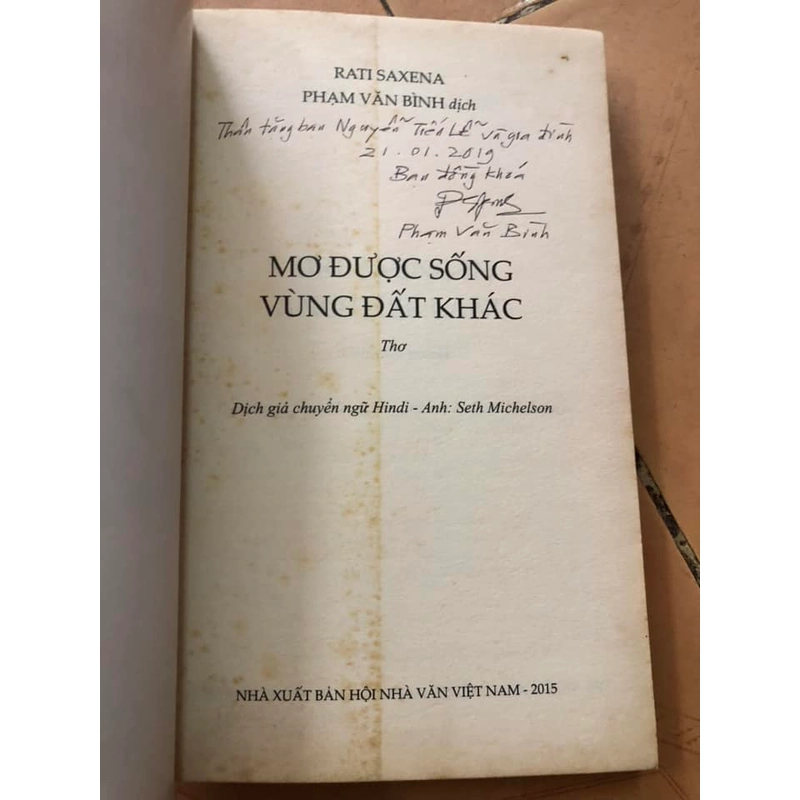 RATI SAXENA
PHẠM VĂN BÌNH dịch
Thân tặng bạn Nguyễn Tiến Lễ và gia đình
21.01.2019
Bạn đồng khóa
Phạm Văn Bình
MƠ ĐƯỢC SỐNG
VÙNG ĐẤT KHÁC
Thơ
Dịch giả chuyển ngữ Hindi - Anh: Seth Michelson
NHÀ XUẤT BẢN HỘI NHÀ VĂN VIỆT NAM - 2015